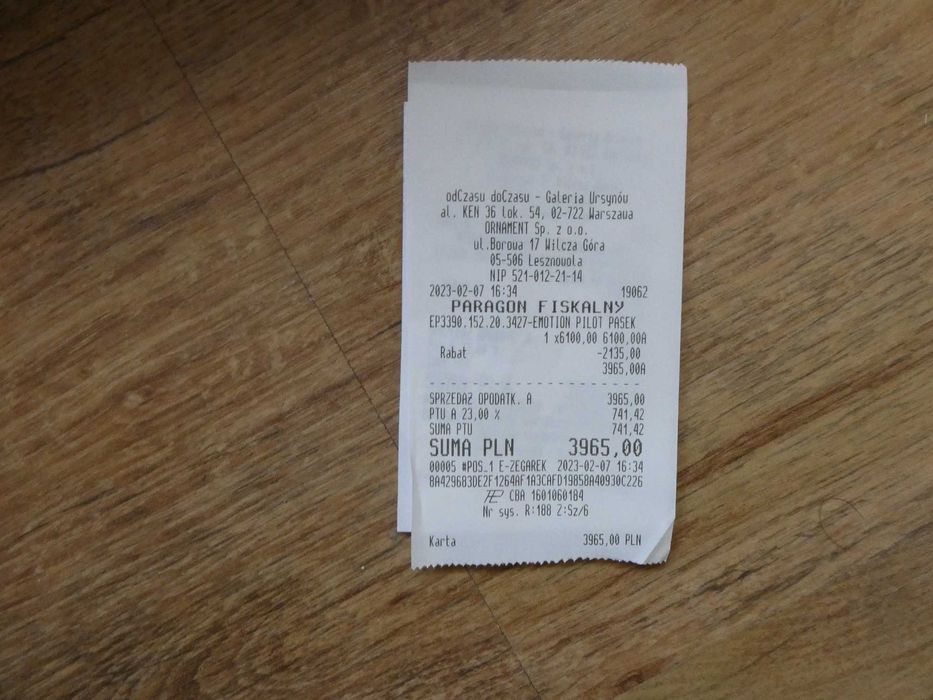 odCzasu doCzasu - Galeria Ursynów
al. KEN 36 lok. 54, 02-722 Warszawa
ORNAMENT Sp. z o.o.
ul.Borowa 17 Wilcza Góra
05-506 Lesznowola
NIP 521-012-21-14
2023-02-07 16:34 19062
PARAGON FISKALNY
EP3390.152.20.3427-EMOTION PILOT PASEK
1 x6100,00 6100,00A
Rabat -2135,00
3965,00A
SPRZEDAŻ OPODATK. A 3965,00
PTU A 23,00 % 741,42
SUMA PTU 741,42
SUMA PLN 3965,00
00005 #POS_1 E-ZEGAREK 2023-02-07 16:34
8A429683DE2F1264AF1A3CAFD19858A40930C226
CBA 1601060184
Nr sys. R:188 Z:Sz/6
Karta 3965,00 PLN